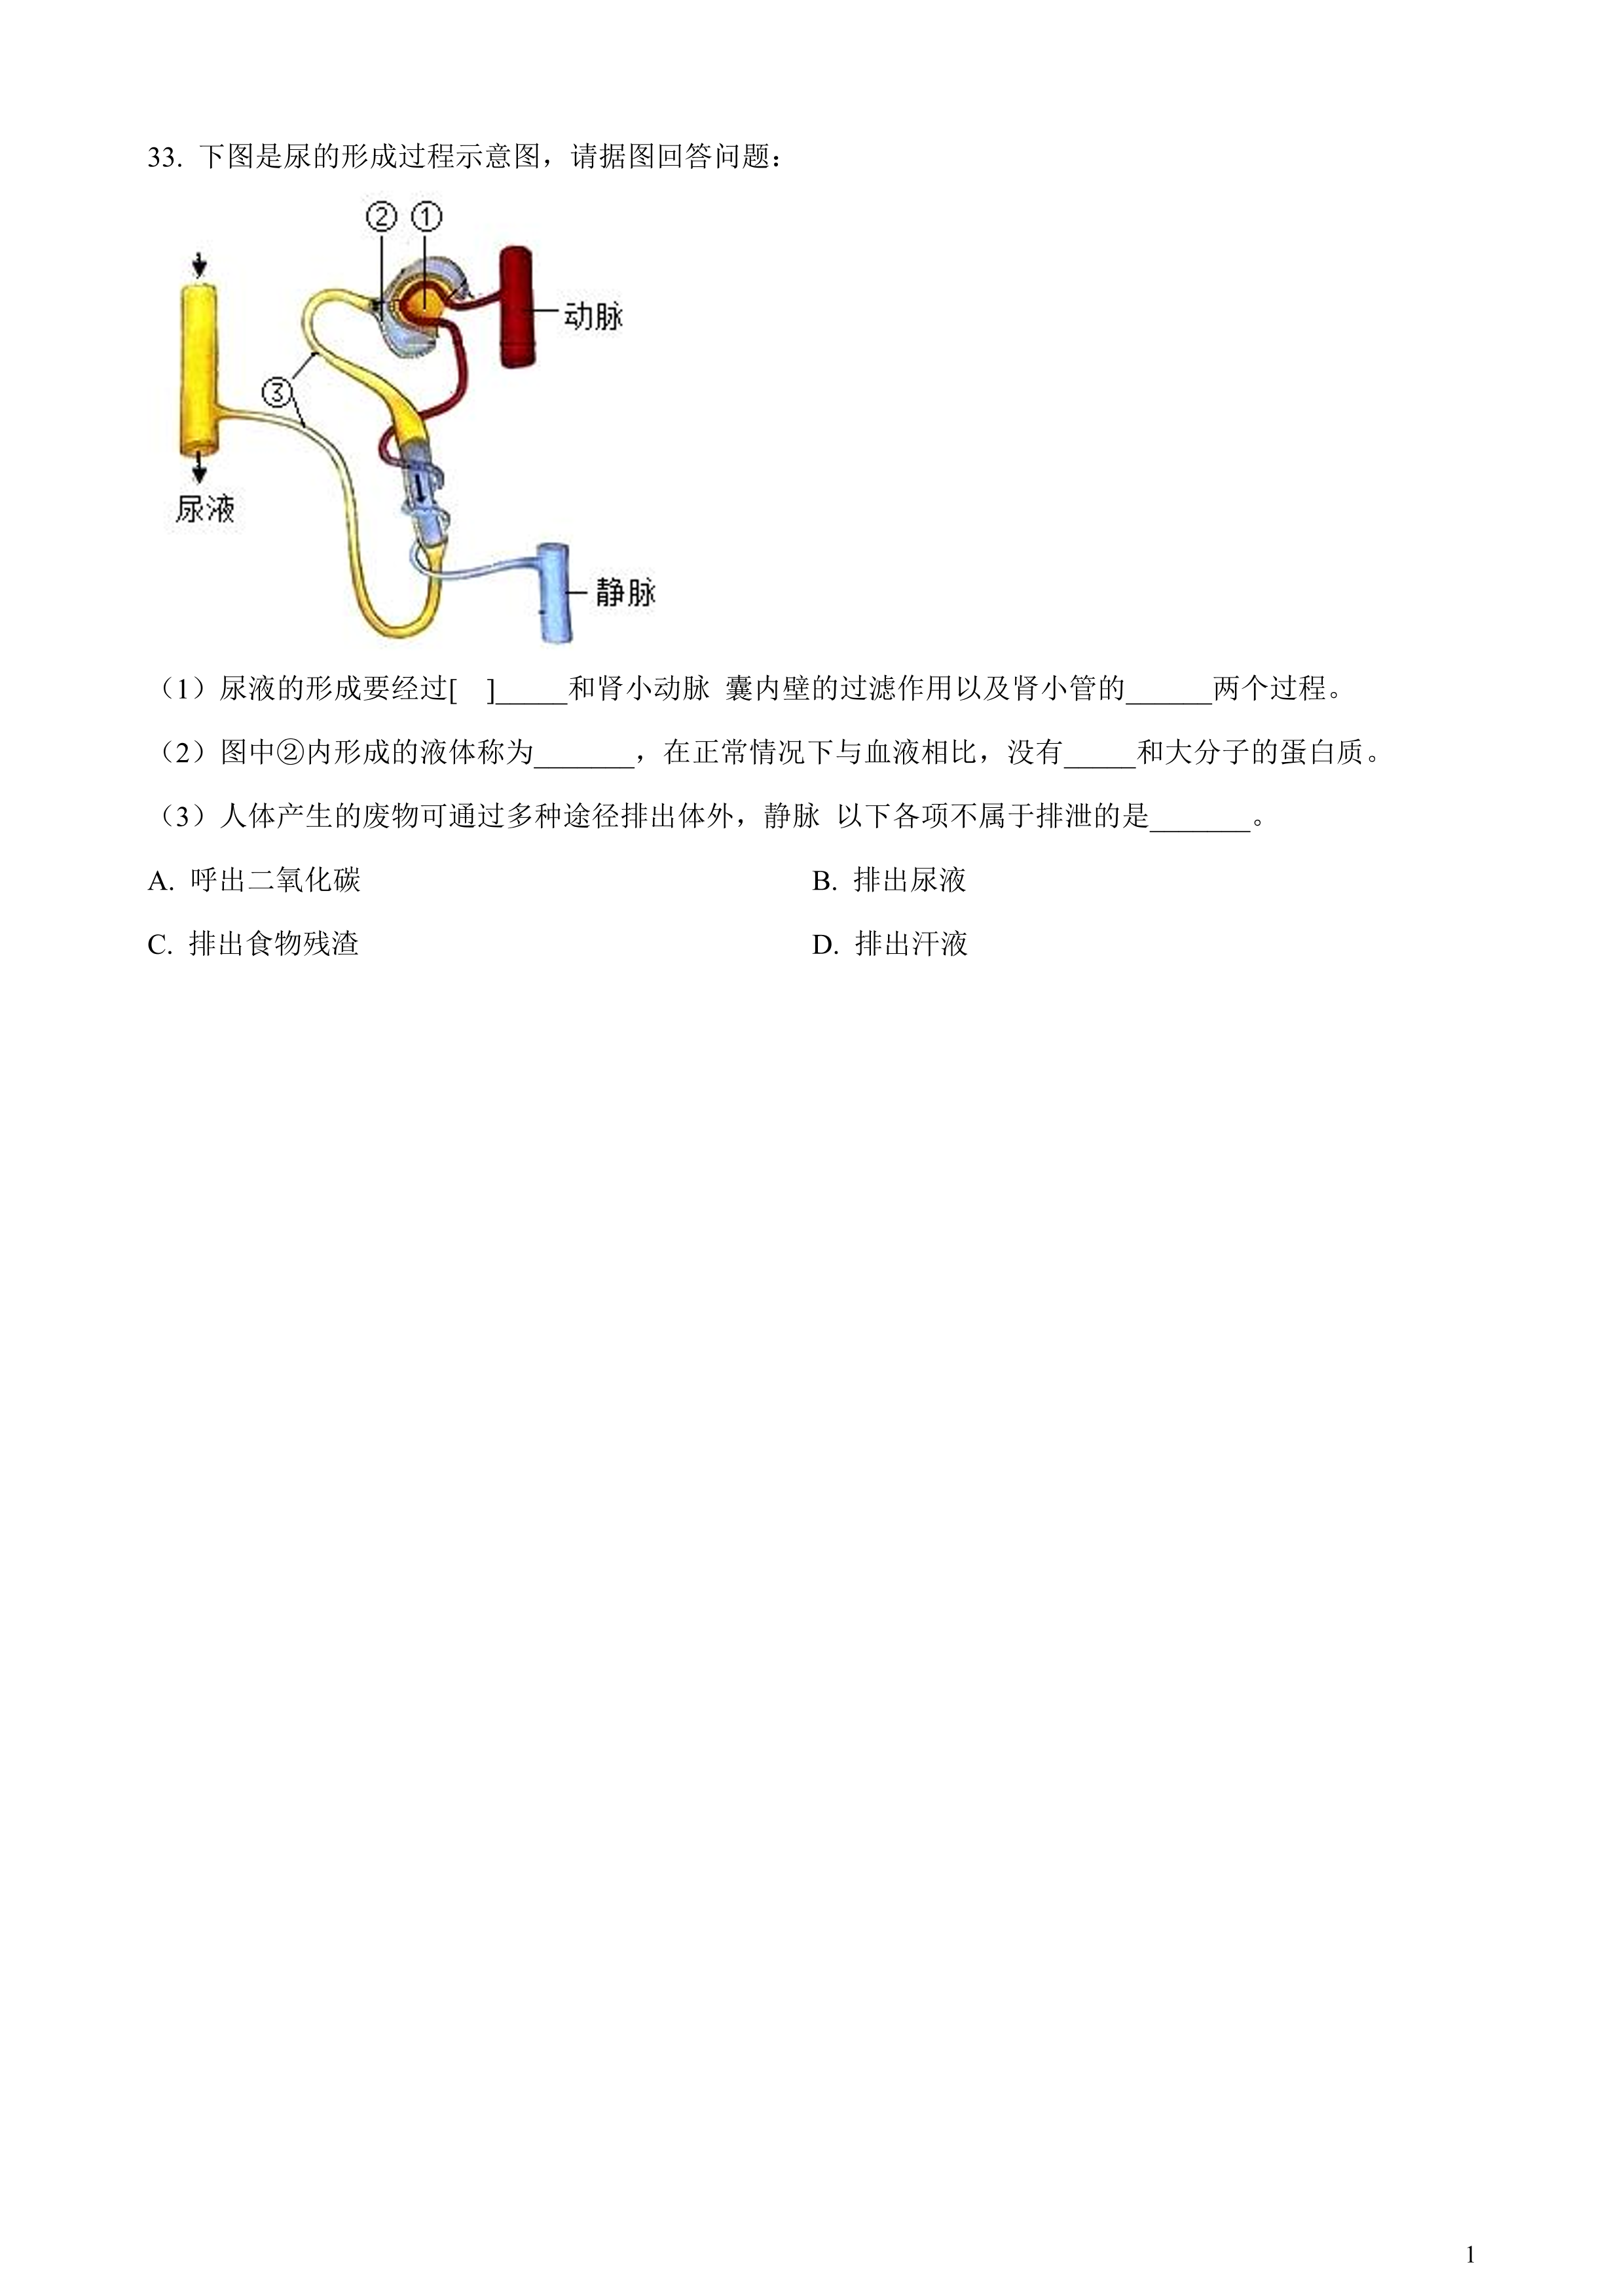 33. 下图是尿的形成过程示意图，请据图回答问题：
② ①
动脉
③
尿液
静脉
（1）尿液的形成要经过[　]_____和肾小动脉 囊内壁的过滤作用以及肾小管的______两个过程。
（2）图中②内形成的液体称为_______，在正常情况下与血液相比，没有_____和大分子的蛋白质。
（3）人体产生的废物可通过多种途径排出体外，静脉 以下各项不属于排泄的是_______。
A. 呼出二氧化碳 B. 排出尿液
C. 排出食物残渣 D. 排出汗液
1